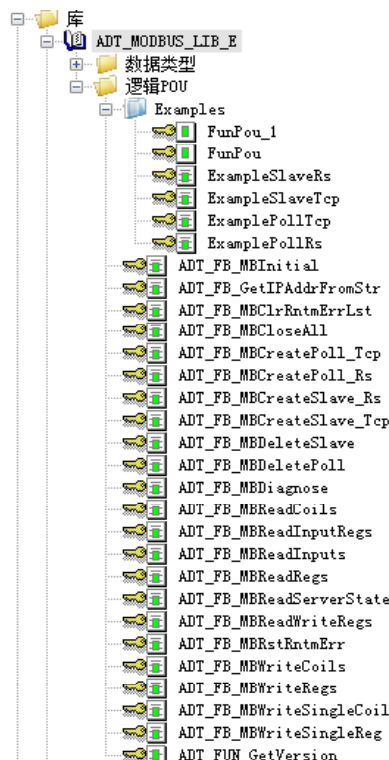 库
ADT_MODBUS_LIB_E
数据类型
逻辑POU
Examples
FunPou_1
FunPou
ExampleSlaveRs
ExampleSlaveTcp
ExamplePollTcp
ExamplePollRs
ADT_FB_MBInitial
ADT_FB_GetIPAddrFromStr
ADT_FB_MBClrRntmErrLst
ADT_FB_MBCloseAll
ADT_FB_MBCreatePoll_Tcp
ADT_FB_MBCreatePoll_Rs
ADT_FB_MBCreateSlave_Rs
ADT_FB_MBCreateSlave_Tcp
ADT_FB_MBDeleteSlave
ADT_FB_MBDeletePoll
ADT_FB_MBDiagnose
ADT_FB_MBReadCoils
ADT_FB_MBReadInputRegs
ADT_FB_MBReadInputs
ADT_FB_MBReadRegs
ADT_FB_MBReadServerState
ADT_FB_MBReadWriteRegs
ADT_FB_MBRstRntmErr
ADT_FB_MBWriteCoils
ADT_FB_MBWriteRegs
ADT_FB_MBWriteSingleCoil
ADT_FB_MBWriteSingleReg
ADT_FUN_GetVersion